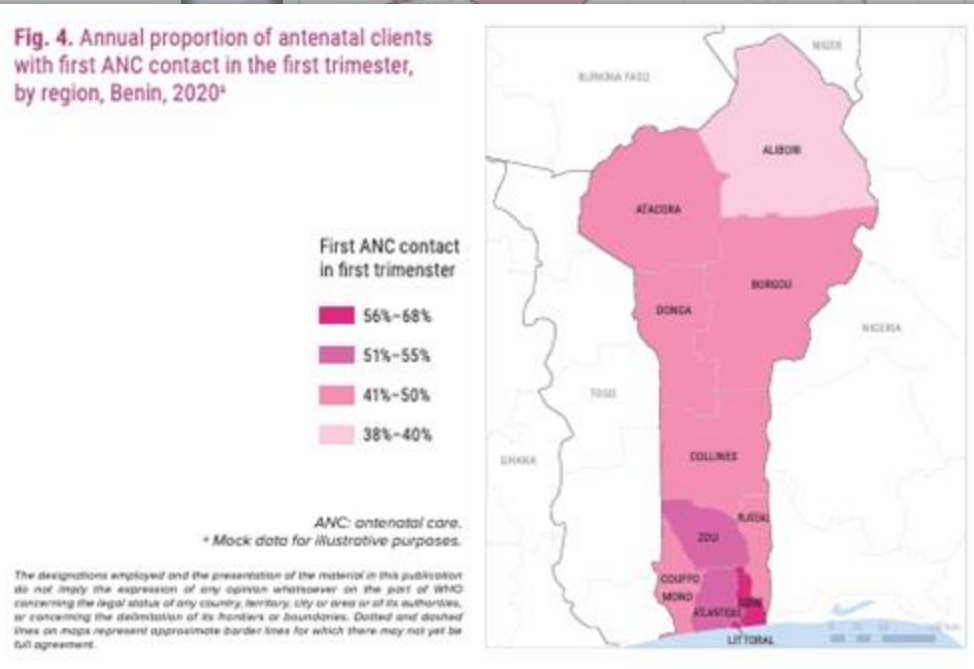 Fig. 4. Annual proportion of antenatal clients
with first ANC contact in the first trimester,
by region, Benin, 2020ᵃ
First ANC contact
in first trimenster
56%–68%
51%–55%
41%–50%
38%–40%
ANC: antenatal care.
ᵃ Mock data for illustrative purposes.
The designations employed and the presentation of the material in this publication
do not imply the expression of any opinion whatsoever on the part of WHO
concerning the legal status of any country, territory, city or area or of its authorities,
or concerning the delimitation of its frontiers or boundaries. Dotted and dashed
lines on maps represent approximate border lines for which there may not yet be
full agreement.
NIGER
BURKINA FASO
ALIBORI
ATACORA
BORGOU
DONGA
NIGERIA
TOGO
COLLINES
GHANA
PLATEAU
ZOU
COUFFO
MONO
ATLANTIQUE
LITTORAL